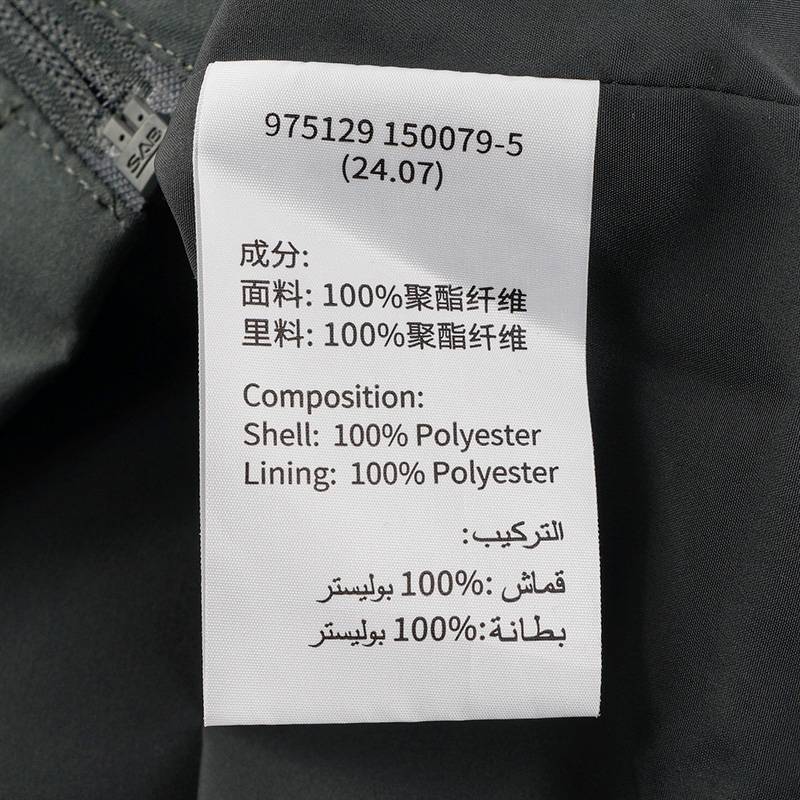 975129 150079-5
(24.07)
成分:
面料: 100%聚酯纤维
里料: 100%聚酯纤维
Composition:
Shell: 100% Polyester
Lining: 100% Polyester
التركيب:
قماش :100% بوليستر
بطانة:100% بوليستر